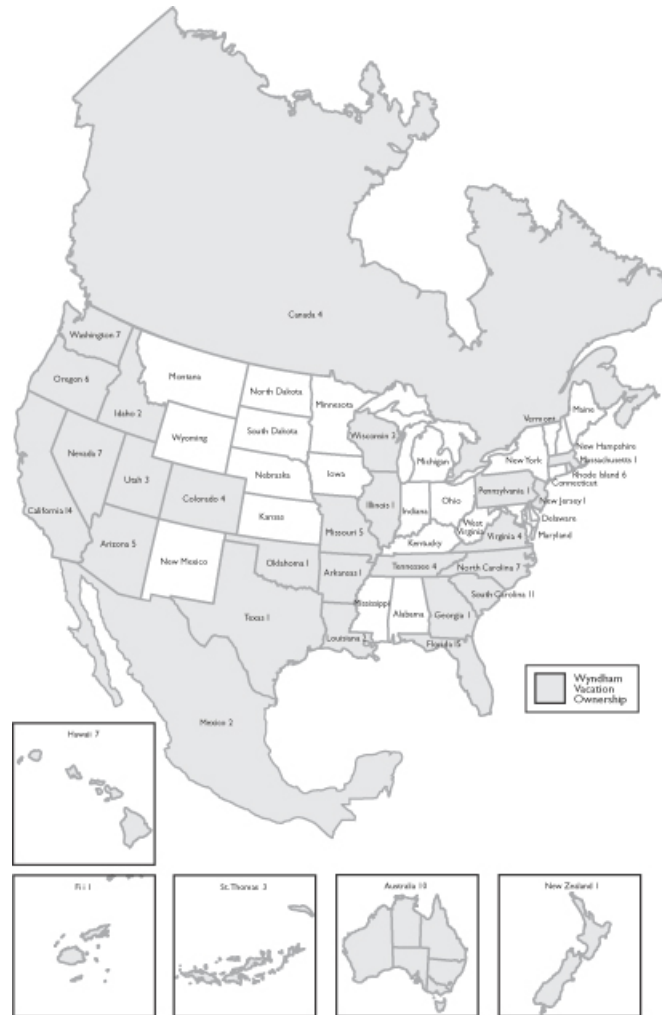 Canada 4
Washington 7
Montana
North Dakota
Minnesota
Oregon 6
Idaho 2
Wyoming
South Dakota
Wisconsin
Michigan
Vermont
Maine
New York
New Hampshire
Massachusetts 1
Rhode Island 6
Connecticut
Nevada 7
Utah 3
Nebraska
Iowa
Illinois 1
Indiana
Ohio
Pennsylvania 1
New Jersey 1
Delaware
Maryland
California 14
Colorado 4
Kansas
Missouri 5
Kentucky
West
Virginia
Virginia 4
Arizona 5
New Mexico
Oklahoma 1
Arkansas 1
Tennessee 4
North Carolina 7
South Carolina 11
Texas 1
Louisiana
Mississippi
Alabama
Georgia 1
Florida 15
Mexico 2
Wyndham
Vacation
Ownership
Hawaii 7
Fiji 1
St. Thomas 3
Australia 10
New Zealand 1